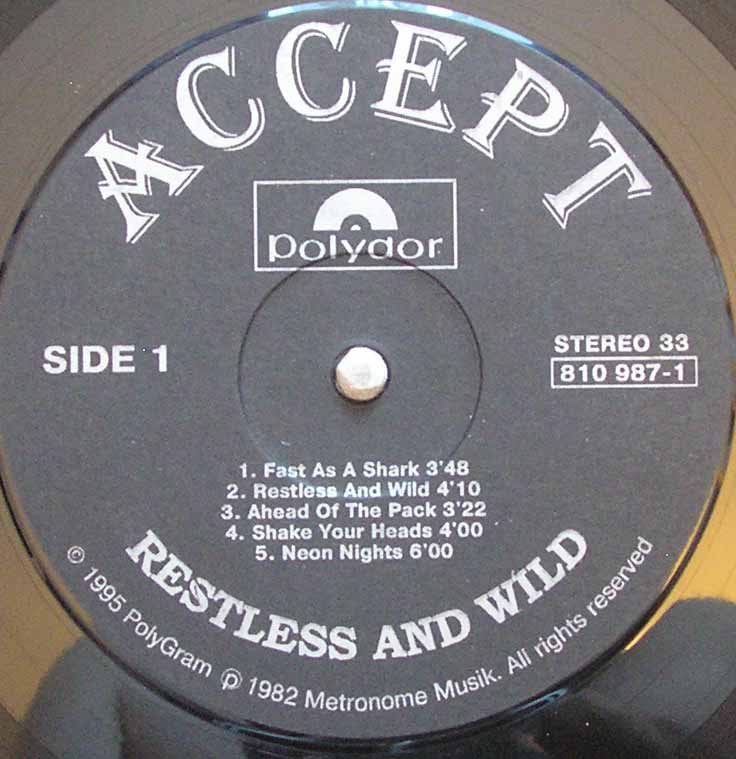 ACCEPT
polydor
SIDE 1
STEREO 33
810 987-1
1. Fast As A Shark 3'48
2. Restless And Wild 4'10
3. Ahead Of The Pack 3'22
4. Shake Your Heads 4'00
5. Neon Nights 6'00
RESTLESS AND WILD
© 1995 PolyGram ℗ 1982 Metronome Musik. All rights reserved